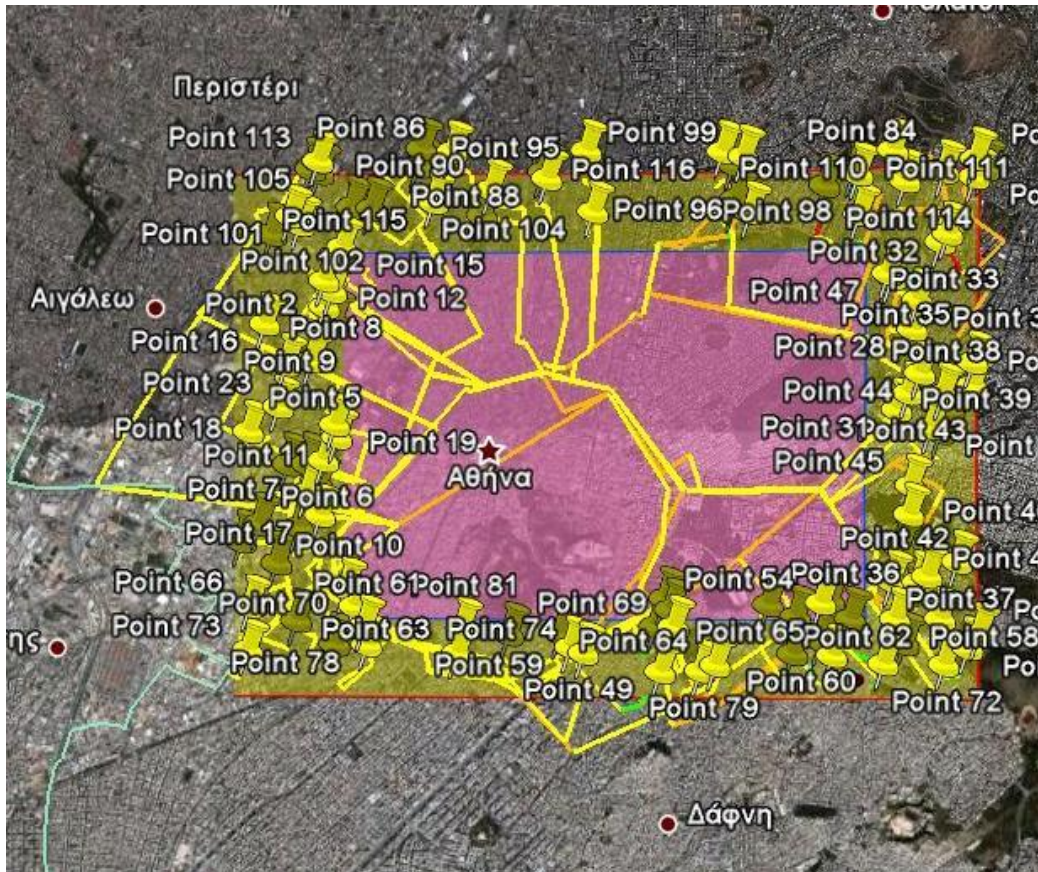 Περιστέρι
Point 113
Point 86
Point 95
Point 99
Point 84
Point 105
Point 90
Point 88
Point 116
Point 110
Point 111
Point 101
Point 115
Point 104
Point 96
Point 98
Point 114
Point 102
Point 15
Point 32
Αιγάλεω
Point 2
Point 12
Point 47
Point 33
Point 16
Point 8
Point 35
Point 9
Point 28
Point 38
Point 23
Point 5
Point 44
Point 39
Point 18
Point 19
Point 31
Point 43
Point 11
Αθήνα
Point 45
Point 7
Point 6
Point 17
Point 10
Point 42
Point 66
Point 61
Point 81
Point 54
Point 36
Point 70
Point 69
Point 37
Point 73
Point 63
Point 74
Point 64
Point 65
Point 62
Point 58
Point 78
Point 59
Point 49
Point 60
Point 72
Point 79
Δάφνη